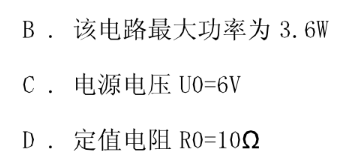 B . 该电路最大功率为 3.6W
C . 电源电压 U0=6V
D . 定值电阻 R0=10Ω